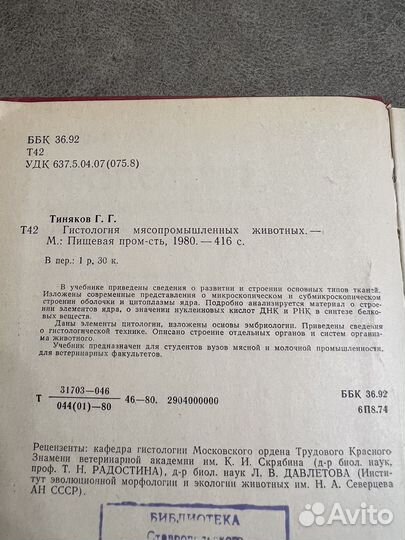 ББК 36.92
Т42
УДК 637.5.04.07(075.8)
Тиняков Г. Г.
Т42 Гистология мясопромышленных животных. —
М.: Пищевая пром-сть, 1980. — 416 с.
В пер.: 1 р. 30 к.
В учебнике приведены сведения о развитии и строении основных типов тканей.
Изложены современные представления о микроскопическом и субмикроскопическом
строении оболочки и цитоплазмы ядра. Подробно анализируется материал о строе-
нии элементов ядра, о значении нуклеиновых кислот ДНК и РНК в синтезе белко-
вых веществ.
Даны элементы цитологии, изложены основы эмбриологии. Приведены сведения
о гистологической технике. Описано строение отдельных органов и систем организ-
ма животного.
Учебник предназначен для студентов вузов мясной и молочной промышленности,
для ветеринарных факультетов.
31703—046
Т 46—80. 2904000000
044(01)—80
ББК 36.92
6П8.74
Рецензенты: кафедра гистологии Московского ордена Трудового Красного
Знамени ветеринарной академии им. К. И. Скрябина (д-р биол. наук,
проф. Т. Н. РАДОСТИНА), д-р биол. наук Л. В. ДАВЛЕТОВА (Инсти-
тут эволюционной морфологии и экологии животных им. Н. А. Северцева
АН СССР).
БИБЛИОТЕКА
Ставропольского
Avito